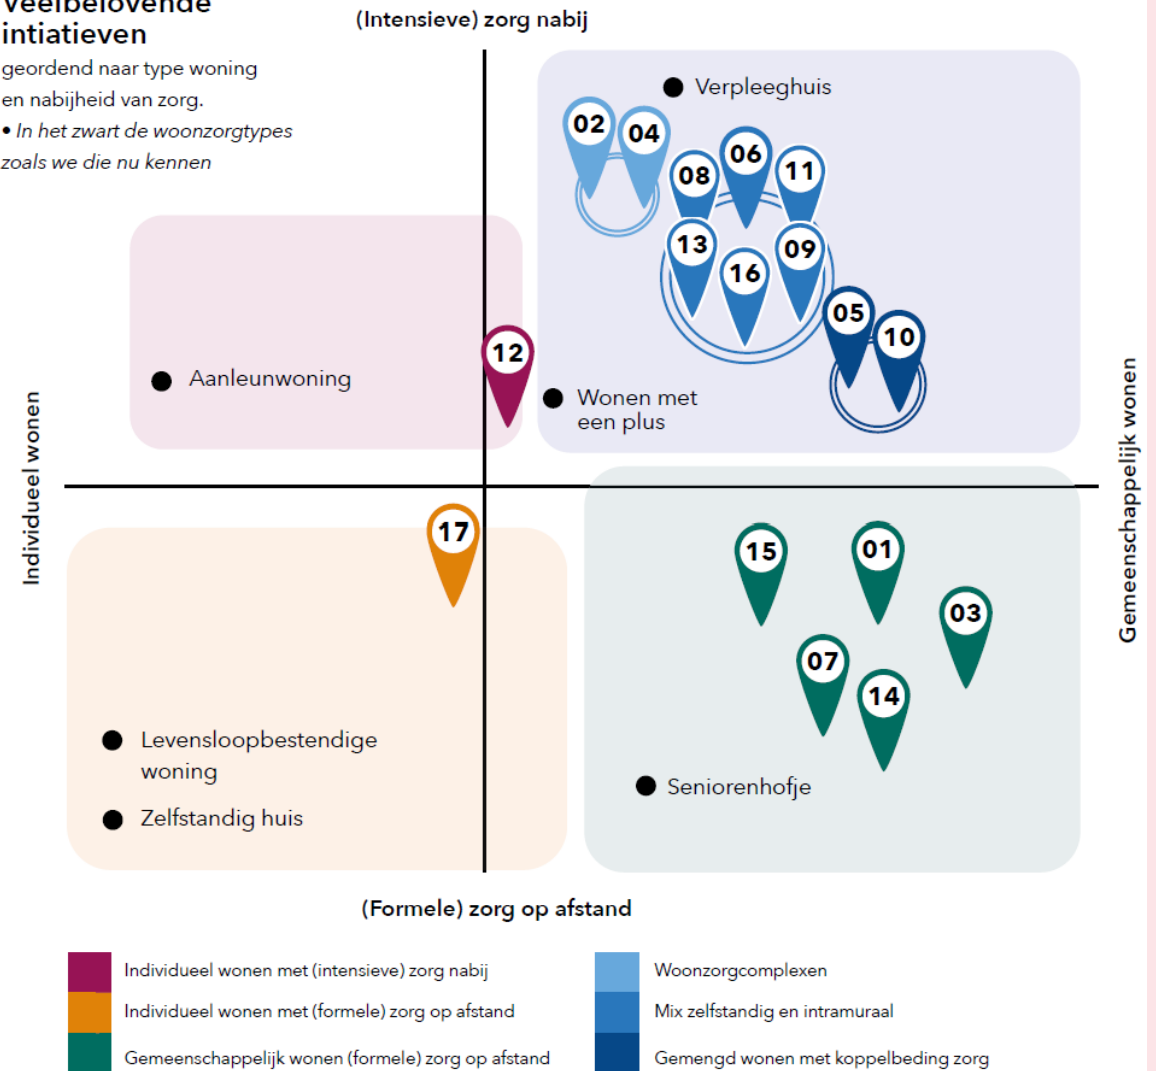 Veelbelovende
intiatieven
geordend naar type woning
en nabijheid van zorg.
• In het zwart de woonzorgtypes
zoals we die nu kennen
(Intensieve) zorg nabij
Verpleeghuis
02
04
06
08
11
13
09
16
05
10
12
Aanleunwoning
Wonen met
een plus
Individueel wonen
Gemeenschappelijk wonen
17
15
01
03
07
14
Levensloopbestendige
woning
Zelfstandig huis
Seniorenhofje
(Formele) zorg op afstand
Individueel wonen met (intensieve) zorg nabij
Individueel wonen met (formele) zorg op afstand
Gemeenschappelijk wonen (formele) zorg op afstand
Woonzorgcomplexen
Mix zelfstandig en intramuraal
Gemengd wonen met koppelbeding zorg